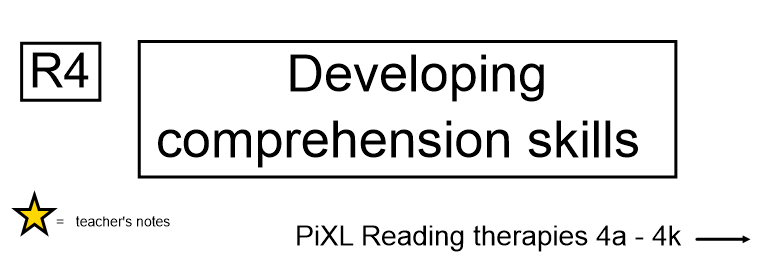 R4
Developing
comprehension skills
= teacher's notes
PiXL Reading therapies 4a - 4k